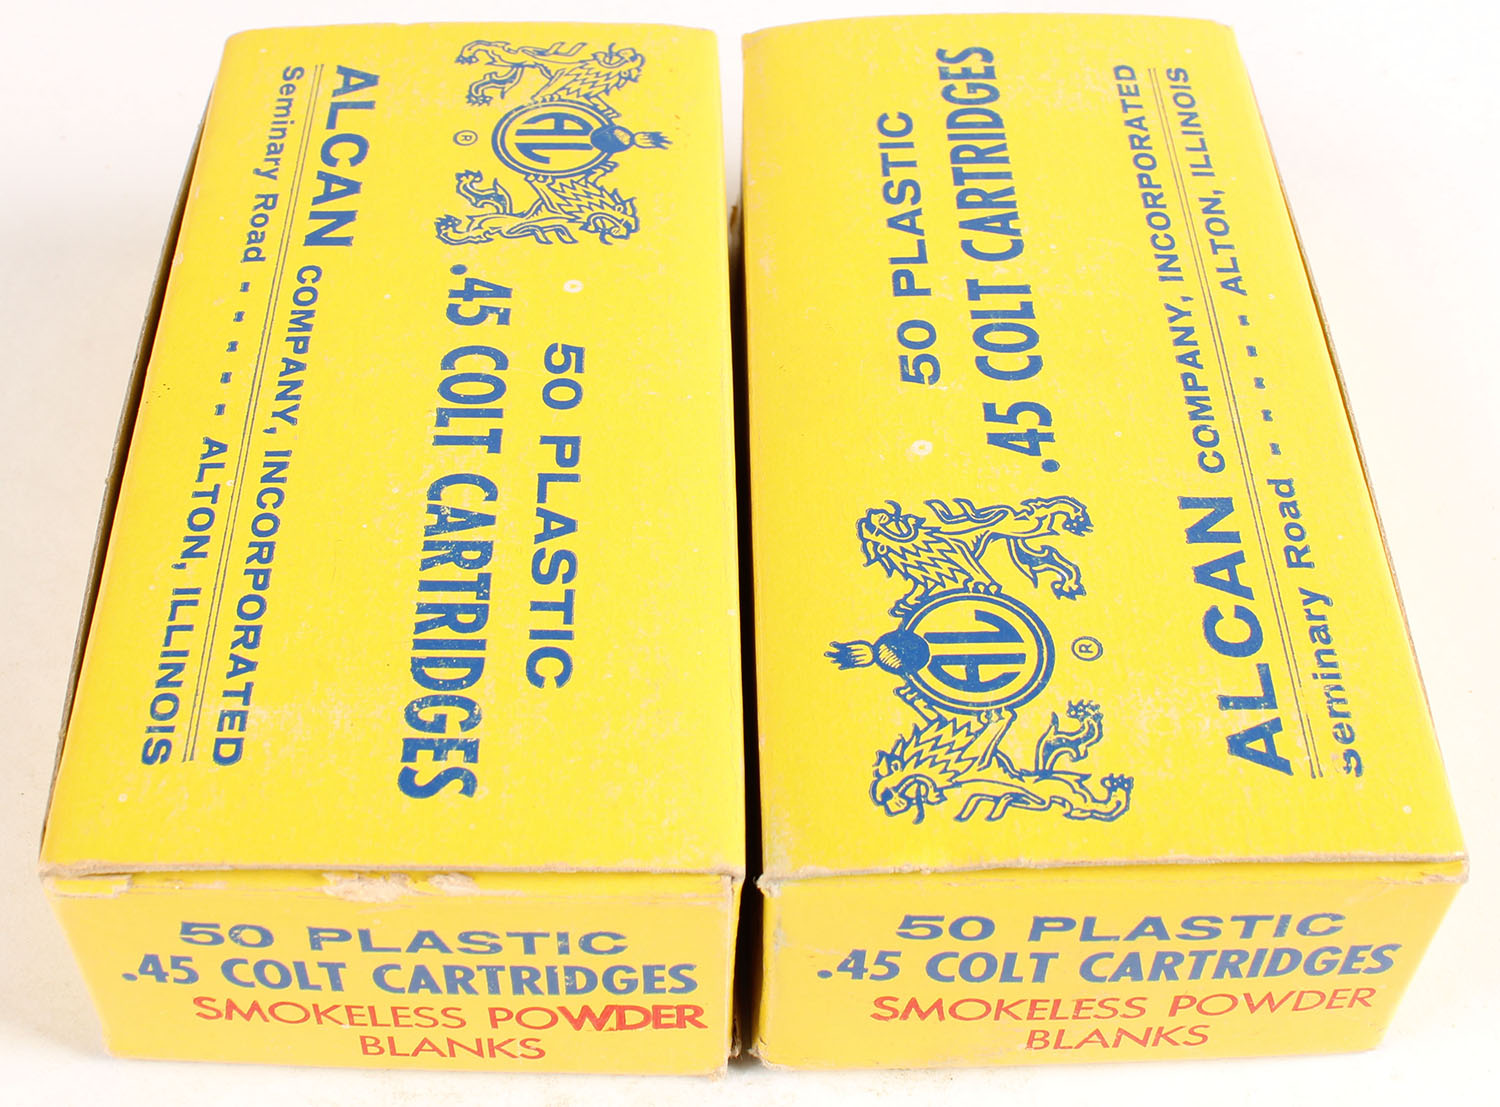 AL
®
50 PLASTIC
.45 COLT CARTRIDGES
ALCAN COMPANY, INCORPORATED
Seminary Road - - - - - ALTON, ILLINOIS
50 PLASTIC
.45 COLT CARTRIDGES
SMOKELESS POWDER
BLANKS
50 PLASTIC
.45 COLT CARTRIDGES
AL
®
ALCAN COMPANY, INCORPORATED
Seminary Road - - - - - ALTON, ILLINOIS
50 PLASTIC
.45 COLT CARTRIDGES
SMOKELESS POWDER
BLANKS